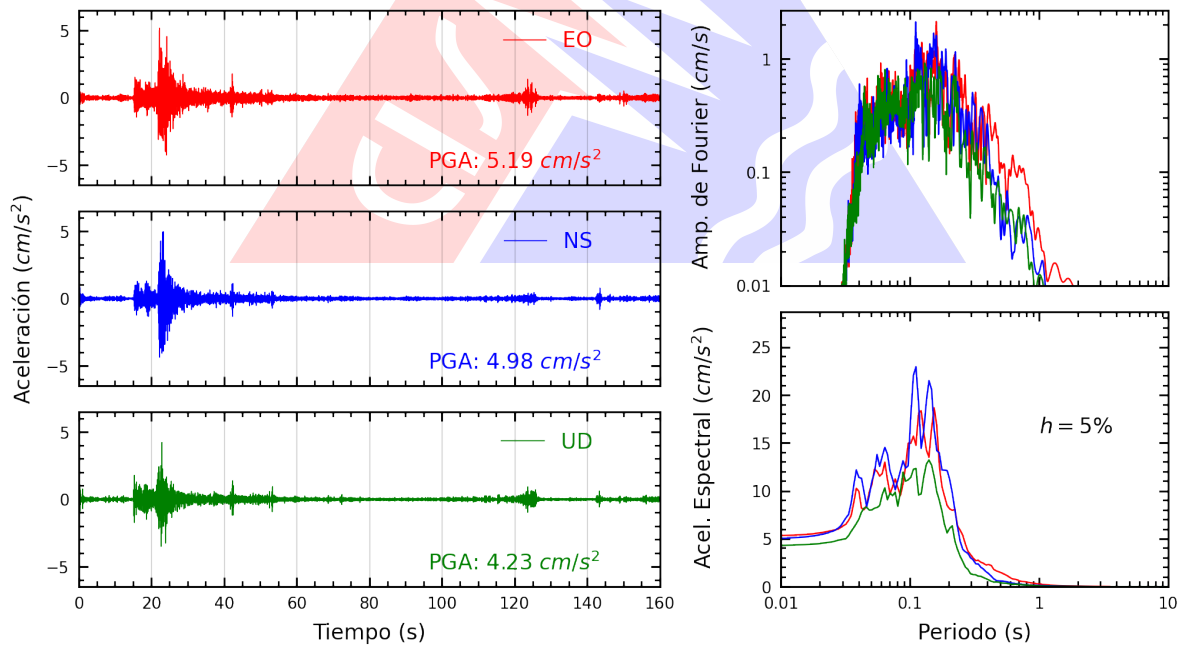 Aceleración (cm/s²)
5
0
−5
EO
PGA: 5.19 cm/s²
5
0
−5
NS
PGA: 4.98 cm/s²
5
0
−5
UD
PGA: 4.23 cm/s²
0 20 40 60 80 100 120 140 160
Tiempo (s)
Amp. de Fourier (cm/s)
1
0.1
0.01
Acel. Espectral (cm/s²)
25
20
15
10
5
0
h = 5%
0.01 0.1 1 10
Periodo (s)